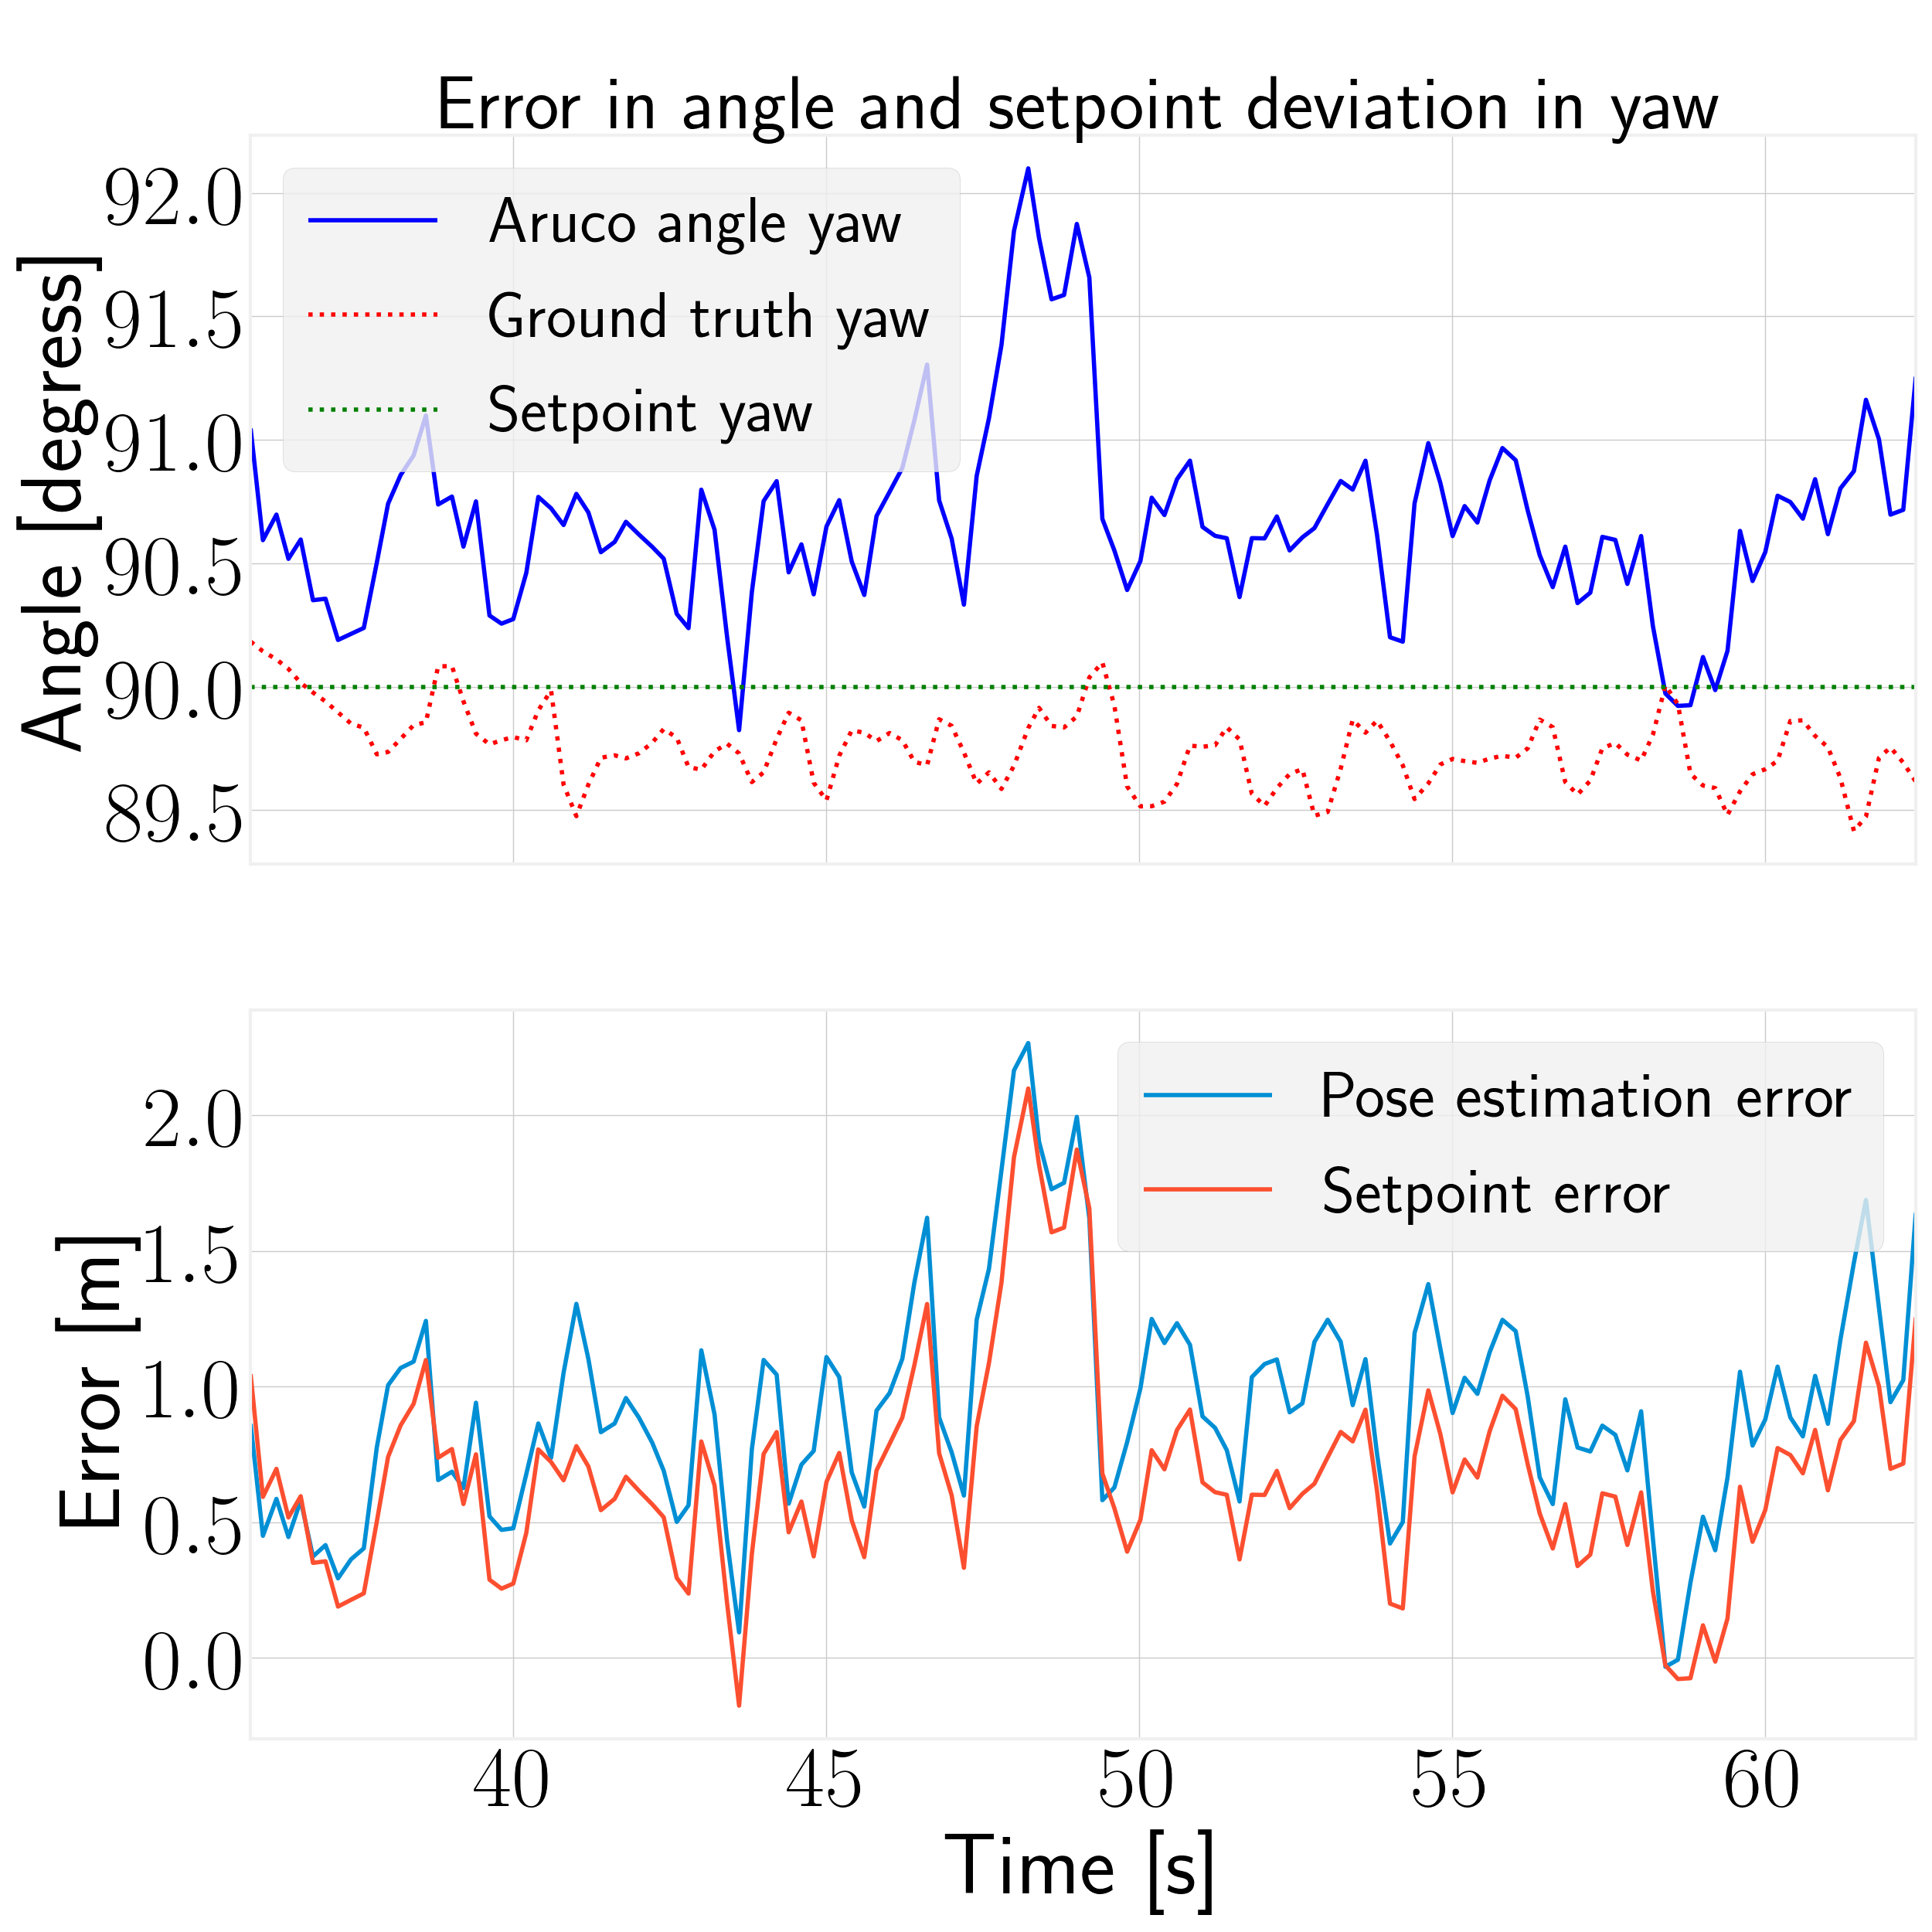 Error in angle and setpoint deviation in yaw
Angle [degress]
92.0
91.5
91.0
90.5
90.0
89.5
Aruco angle yaw
Ground truth yaw
Setpoint yaw
Error [m]
2.0
1.5
1.0
0.5
0.0
Pose estimation error
Setpoint error
40 45 50 55 60
Time [s]